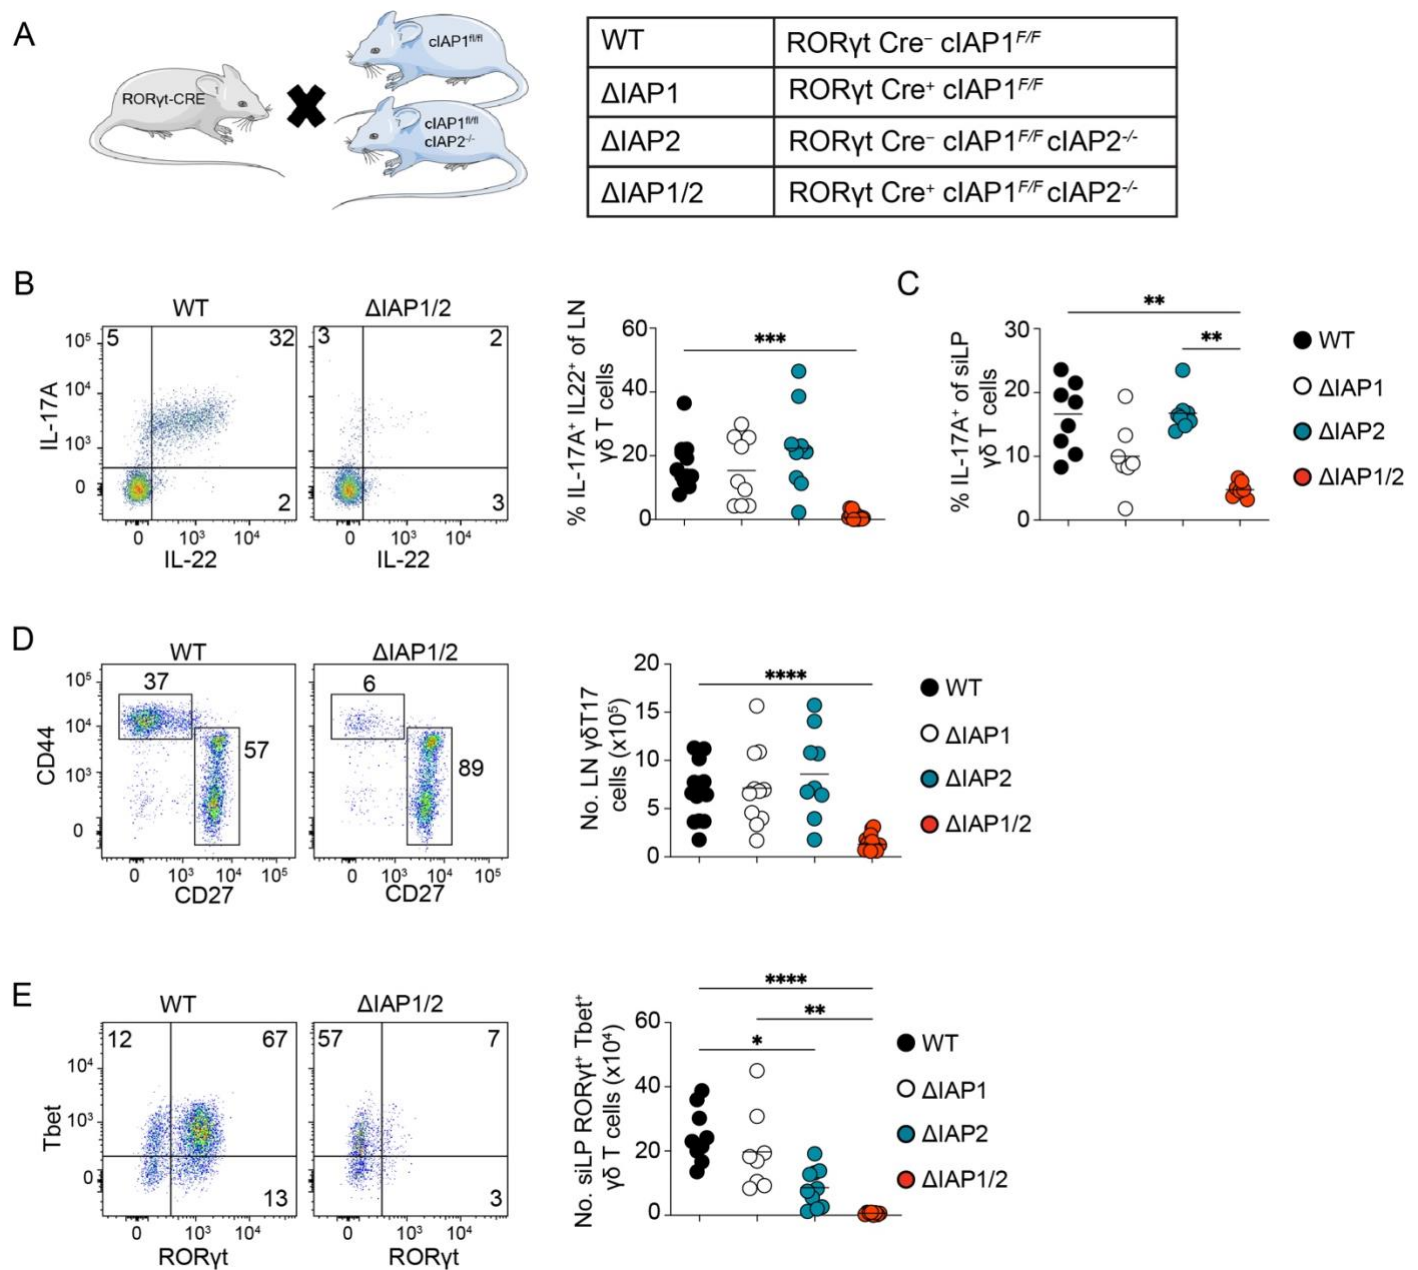 A
RORγt-CRE
cIAP1fl/fl
cIAP1fl/fl
cIAP2-/-
WT RORγt Cre– cIAP1F/F
ΔIAP1 RORγt Cre+ cIAP1F/F
ΔIAP2 RORγt Cre– cIAP1F/F cIAP2-/-
ΔIAP1/2 RORγt Cre+ cIAP1F/F cIAP2-/-
B
WT
ΔIAP1/2
5 32
2
3 2
3
IL-17A
10⁵
10⁴
10³
0
0 10³ 10⁴
IL-22
0 10³ 10⁴
IL-22
% IL-17A+ IL22+ of LN
γδ T cells
60
40
20
0
***
C
% IL-17A+ of siLP
γδ T cells
30
20
10
0
**
**
WT
ΔIAP1
ΔIAP2
ΔIAP1/2
D
WT
ΔIAP1/2
37
57
6
89
CD44
10⁵
10⁴
10³
0
0 10³ 10⁴ 10⁵
CD27
0 10³ 10⁴ 10⁵
CD27
No. LN γδT17
cells (x10⁵)
20
15
10
5
0
****
WT
ΔIAP1
ΔIAP2
ΔIAP1/2
E
WT
ΔIAP1/2
12 67
13
57 7
3
Tbet
10⁴
10³
0
0 10³ 10⁴
RORγt
0 10³ 10⁴
RORγt
No. siLP RORγt+ Tbet+
γδ T cells (x10⁴)
60
40
20
0
****
**
*
WT
ΔIAP1
ΔIAP2
ΔIAP1/2